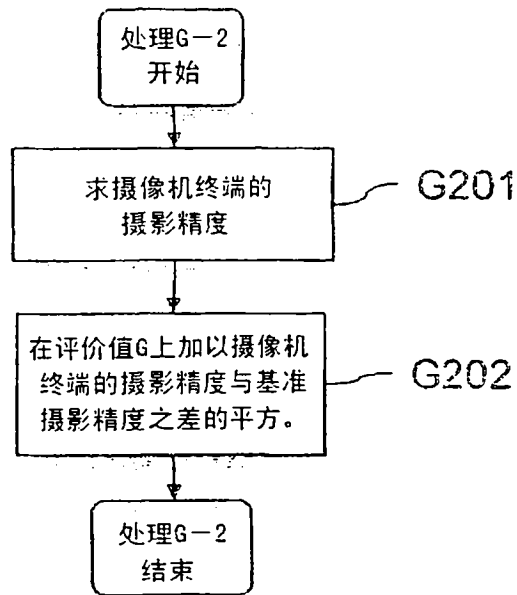 处理G-2
开始
求摄像机终端的
摄影精度
G201
在评价值G上加以摄像机
终端的摄影精度与基准
摄影精度之差的平方。
G202
处理G-2
结束